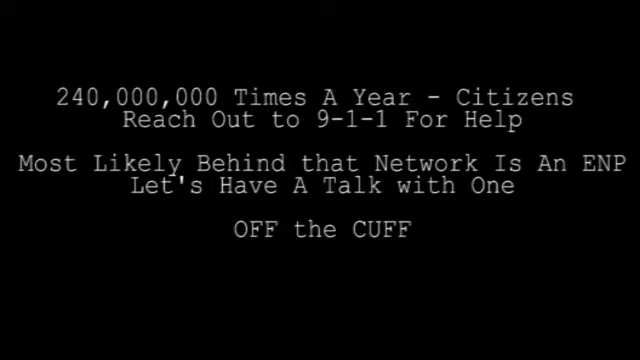 240,000,000 Times A Year - Citizens
Reach Out to 9-1-1 For Help
Most Likely Behind that Network Is An ENP
Let's Have A Talk with One
OFF the CUFF